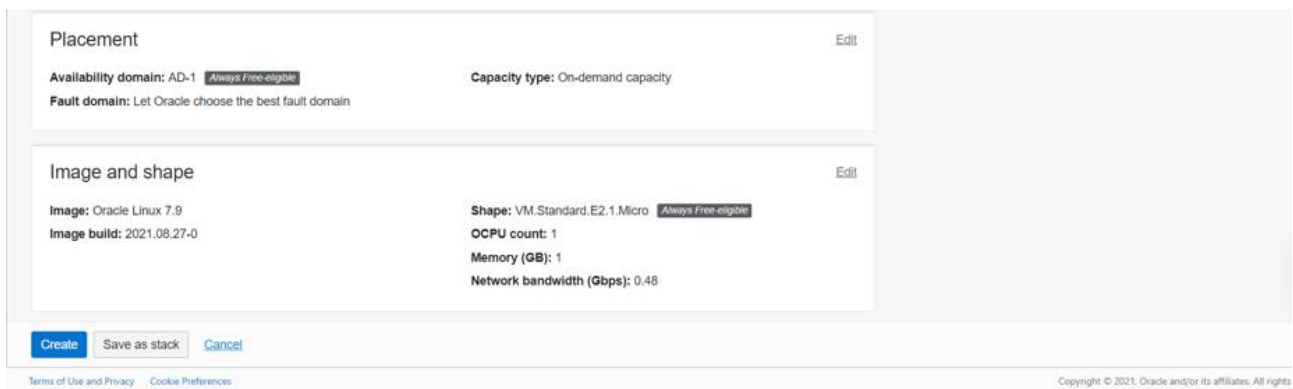 Placement
Edit
Availability domain: AD-1 Always Free-eligible
Capacity type: On-demand capacity
Fault domain: Let Oracle choose the best fault domain
Image and shape
Edit
Image: Oracle Linux 7.9
Shape: VM.Standard.E2.1.Micro Always Free-eligible
Image build: 2021.08.27-0
OCPU count: 1
Memory (GB): 1
Network bandwidth (Gbps): 0.48
Create Save as stack Cancel
Terms of Use and Privacy Cookie Preferences
Copyright © 2021, Oracle and/or its affiliates. All rights